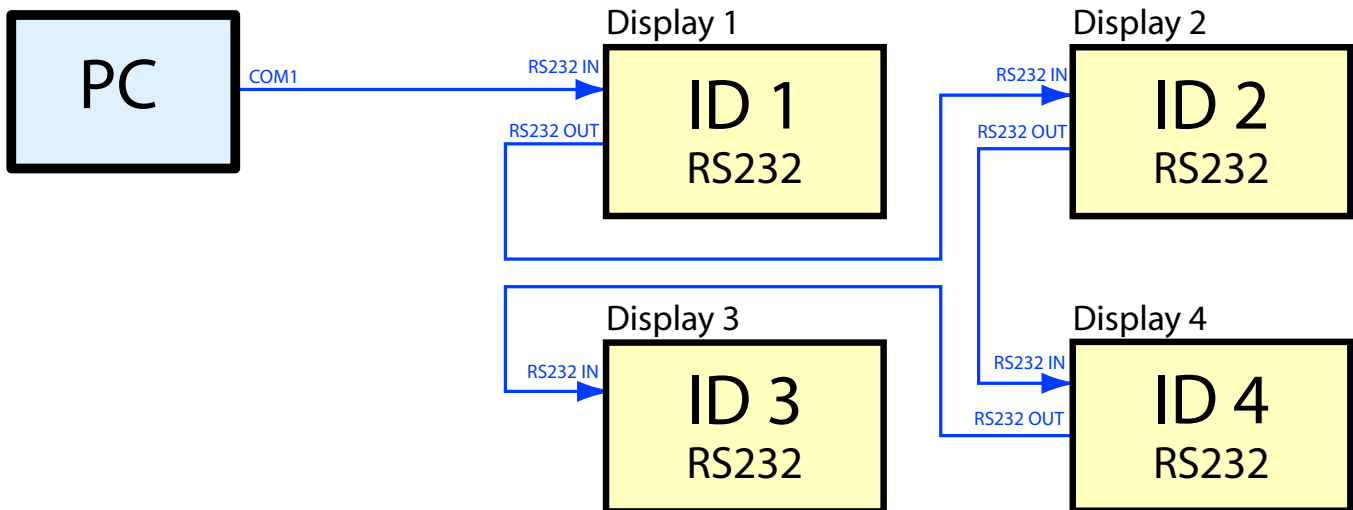 PC
COM1
Display 1
RS232 IN
RS232 OUT
ID 1
RS232
Display 2
RS232 IN
RS232 OUT
ID 2
RS232
Display 3
RS232 IN
ID 3
RS232
Display 4
RS232 IN
RS232 OUT
ID 4
RS232